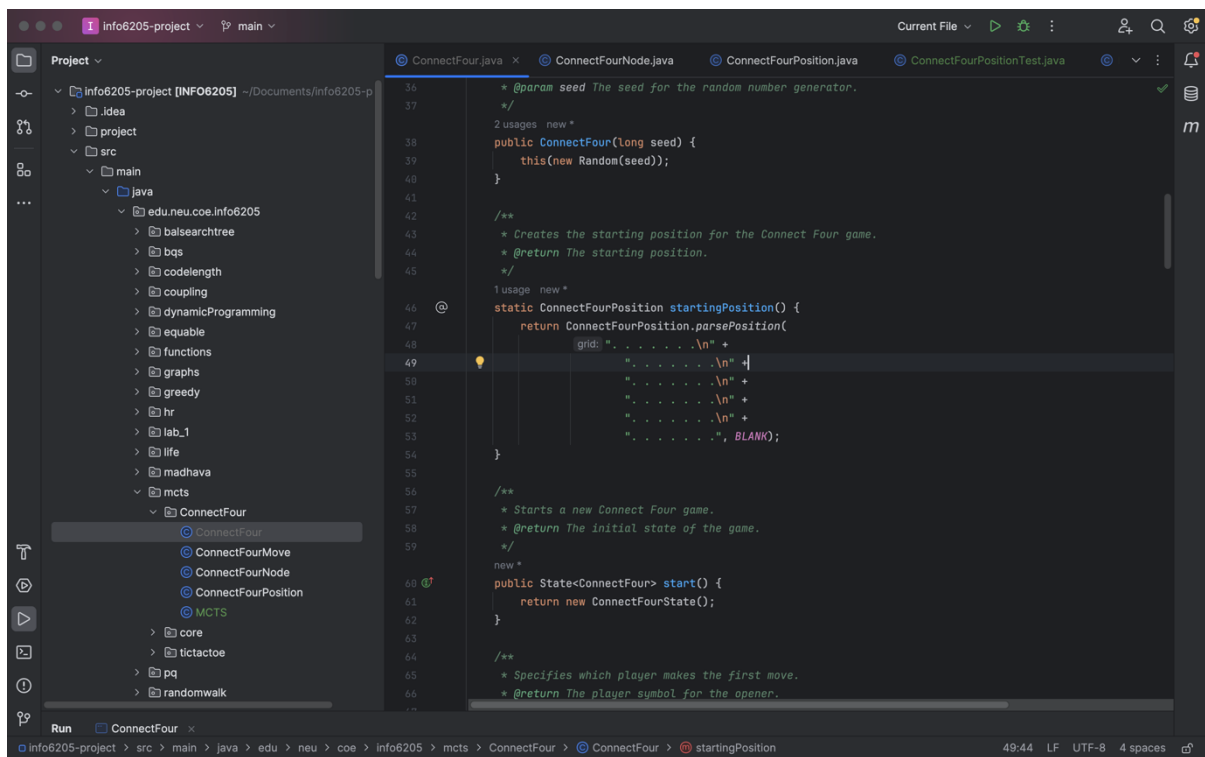 I info6205-project main Current File
Project
info6205-project [INFO6205] ~/Documents/info6205-p
.idea
project
src
main
java
edu.neu.coe.info6205
balsearchtree
bqs
codelength
coupling
dynamicProgramming
equable
functions
graphs
greedy
hr
lab_1
life
madhava
mcts
ConnectFour
ConnectFour
ConnectFourMove
ConnectFourNode
ConnectFourPosition
MCTS
core
tictactoe
pq
randomwalk
ConnectFour.java × ConnectFourNode.java ConnectFourPosition.java ConnectFourPositionTest.java
36 * @param seed The seed for the random number generator.
37 */
2 usages new *
38 public ConnectFour(long seed) {
39 this(new Random(seed));
40 }
41
42 /**
43 * Creates the starting position for the Connect Four game.
44 * @return The starting position.
45 */
1 usage new *
46 @ static ConnectFourPosition startingPosition() {
47 return ConnectFourPosition.parsePosition(
48 grid: ". . . . . . .\n" +
49 ". . . . . . .\n" +
50 ". . . . . . .\n" +
51 ". . . . . . .\n" +
52 ". . . . . . .\n" +
53 ". . . . . . .", BLANK);
54 }
55
56 /**
57 * Starts a new Connect Four game.
58 * @return The initial state of the game.
59 */
new *
60 public State<ConnectFour> start() {
61 return new ConnectFourState();
62 }
63
64 /**
65 * Specifies which player makes the first move.
66 * @return The player symbol for the opener.
m
Run ConnectFour ×
info6205-project > src > main > java > edu > neu > coe > info6205 > mcts > ConnectFour > ConnectFour > startingPosition 49:44 LF UTF-8 4 spaces